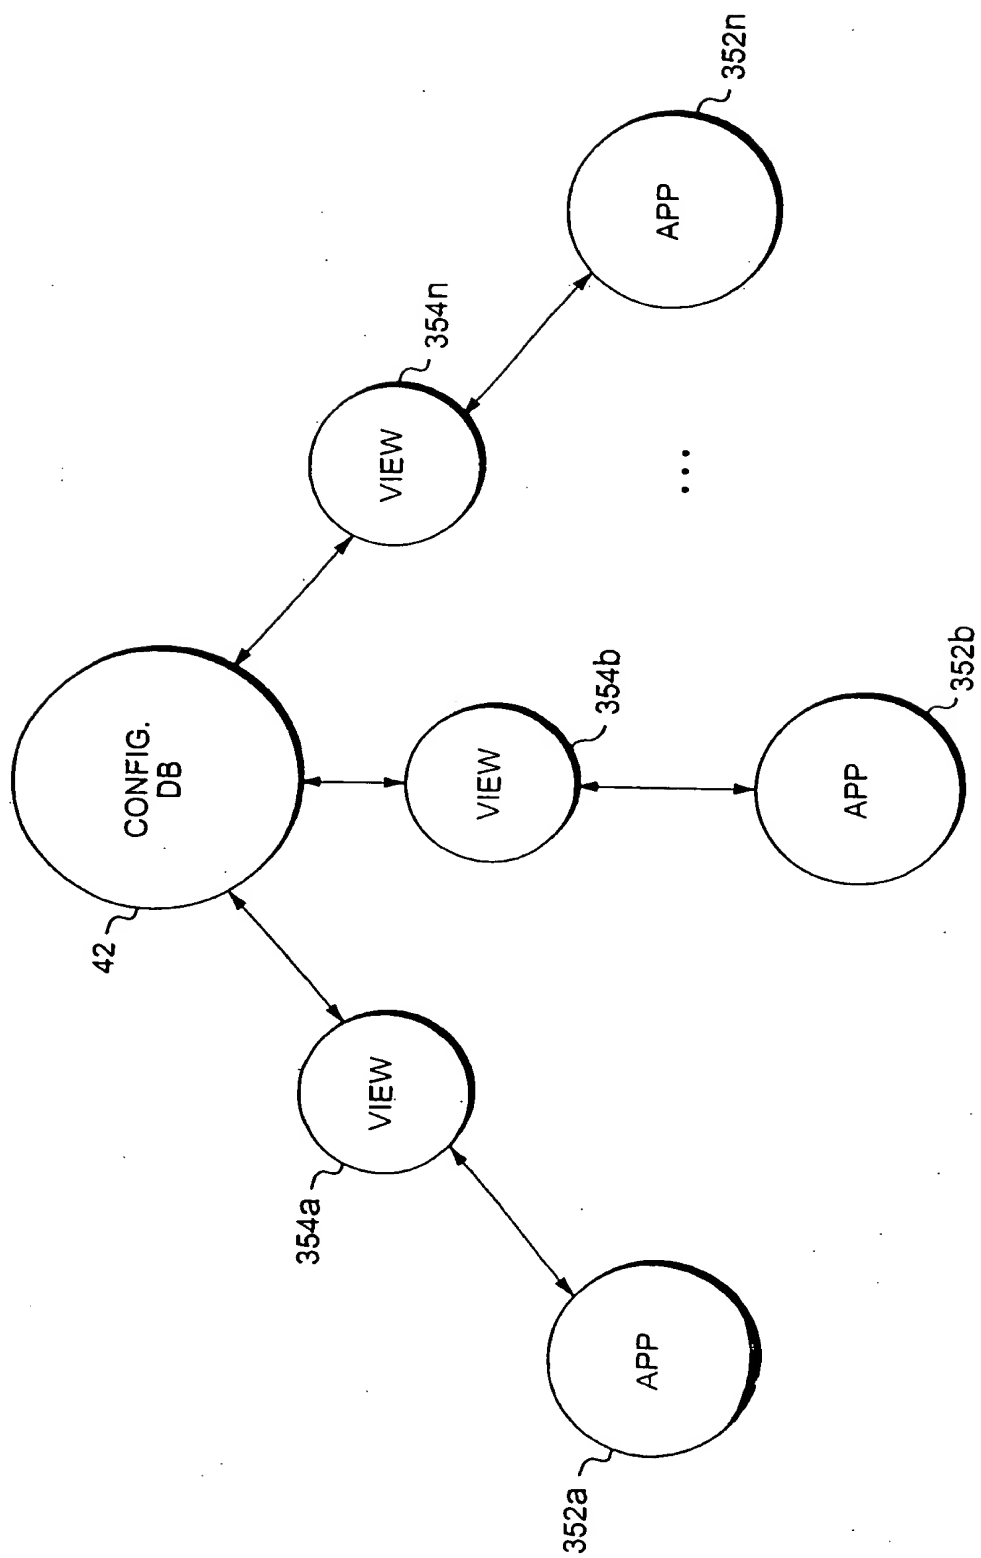 CONFIG.
DB
42
VIEW
354a
VIEW
354b
VIEW
354n
APP
352a
APP
352b
...
APP
352n